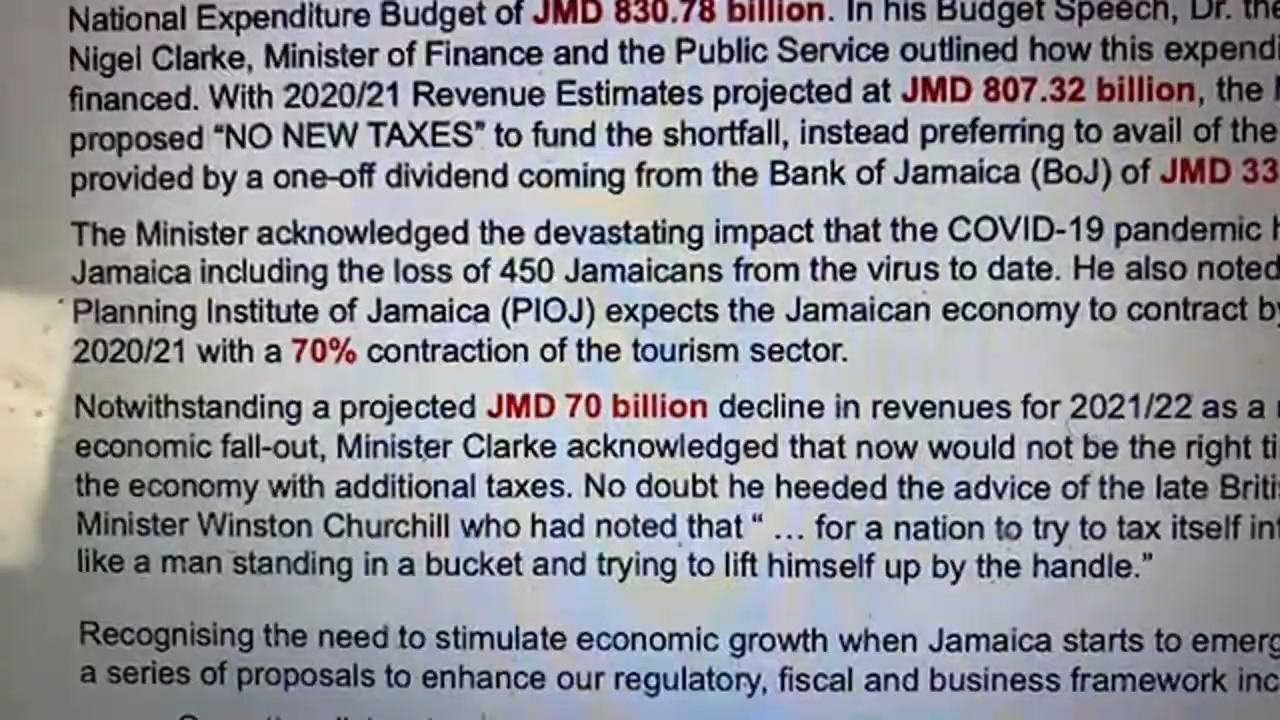 National Expenditure Budget of JMD 830.78 billion. In his Budget Speech, Dr. the
Nigel Clarke, Minister of Finance and the Public Service outlined how this expendi
financed. With 2020/21 Revenue Estimates projected at JMD 807.32 billion, the
proposed “NO NEW TAXES” to fund the shortfall, instead preferring to avail of the
provided by a one-off dividend coming from the Bank of Jamaica (BoJ) of JMD 33
The Minister acknowledged the devastating impact that the COVID-19 pandemic
Jamaica including the loss of 450 Jamaicans from the virus to date. He also noted
Planning Institute of Jamaica (PIOJ) expects the Jamaican economy to contract by
2020/21 with a 70% contraction of the tourism sector.
Notwithstanding a projected JMD 70 billion decline in revenues for 2021/22 as a
economic fall-out, Minister Clarke acknowledged that now would not be the right ti
the economy with additional taxes. No doubt he heeded the advice of the late Briti
Minister Winston Churchill who had noted that “ ... for a nation to try to tax itself in
like a man standing in a bucket and trying to lift himself up by the handle.”
Recognising the need to stimulate economic growth when Jamaica starts to emerg
a series of proposals to enhance our regulatory, fiscal and business framework inc